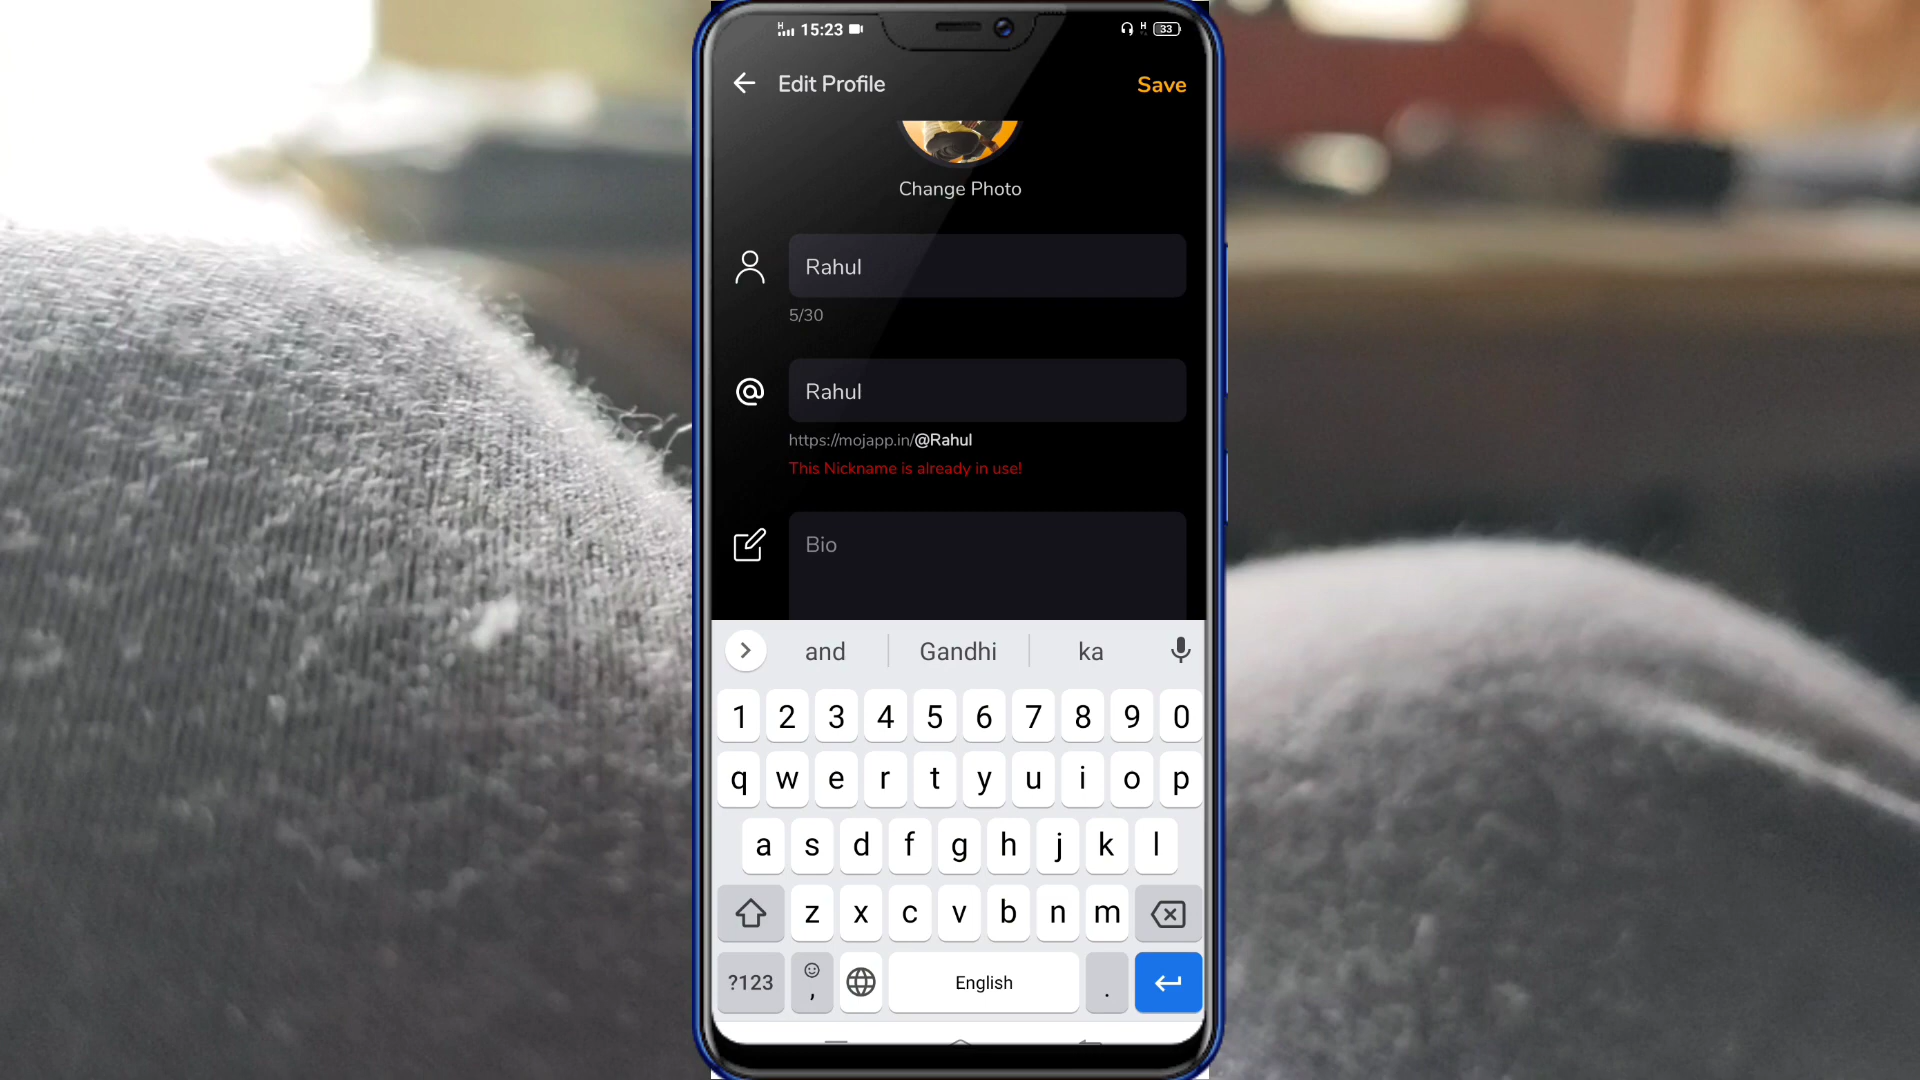 H 15:23 H 33
Edit Profile Save
Change Photo
Rahul
5/30
@ Rahul
https://mojapp.in/@Rahul
This Nickname is already in use!
Bio
and Gandhi ka
1 2 3 4 5 6 7 8 9 0
q w e r t y u i o p
a s d f g h j k l
z x c v b n m
?123 , English .